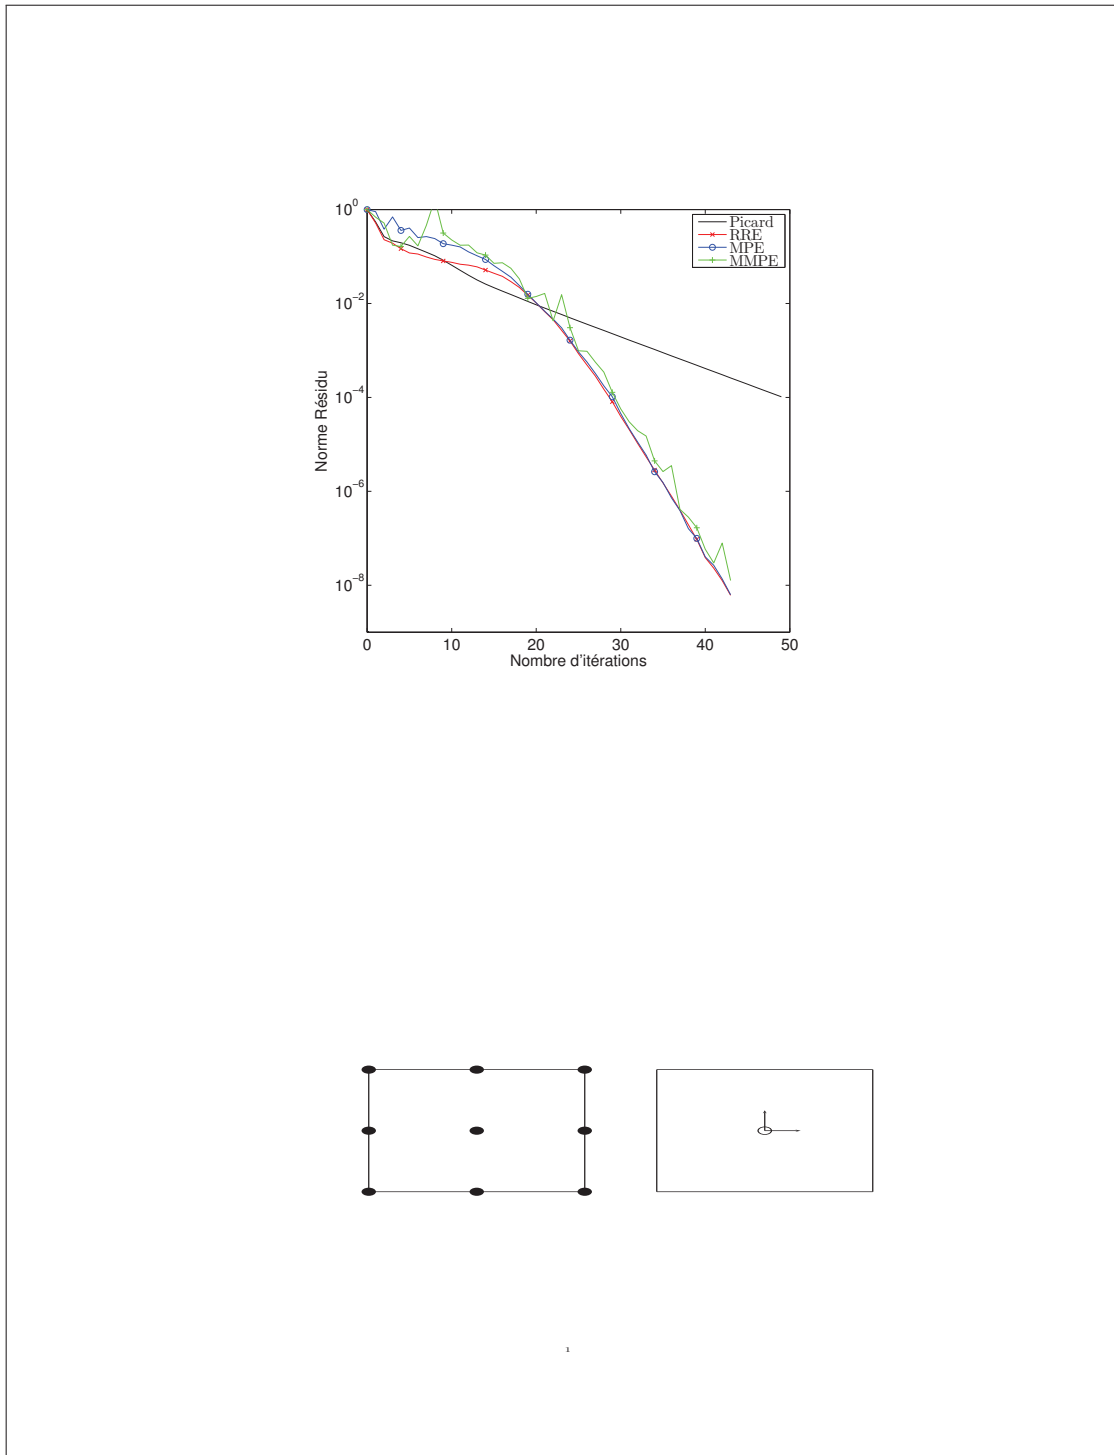 10^0
10^-2
10^-4
10^-6
10^-8
Norme Résidu
Picard
RRE
MPE
MMPE
0 10 20 30 40 50
Nombre d'itérations
1